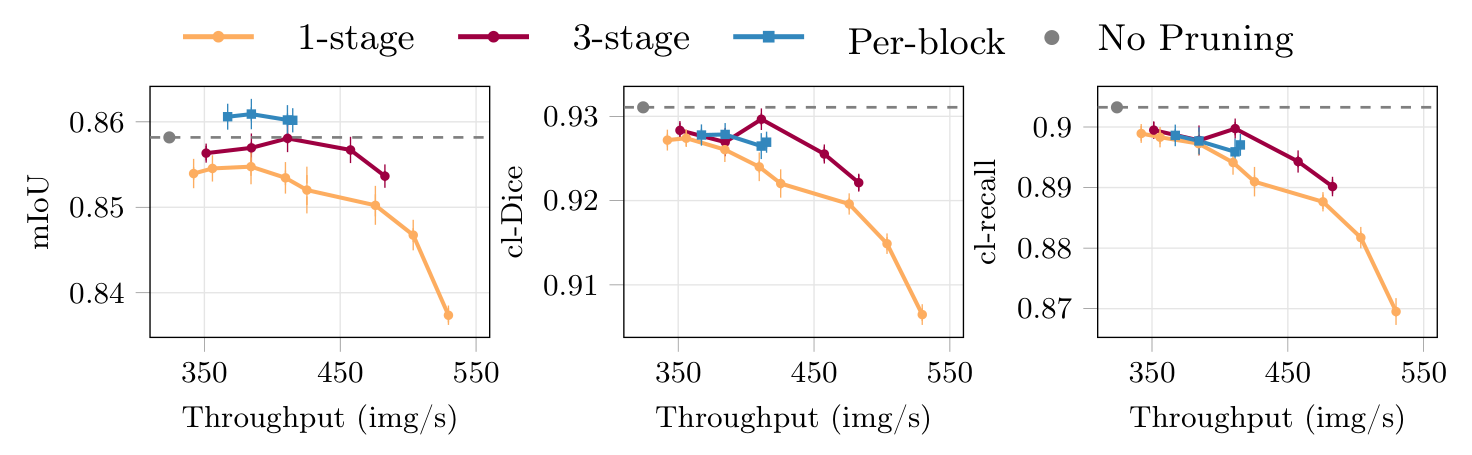 1-stage 3-stage Per-block No Pruning
mIoU
0.86
0.85
0.84
350 450 550
Throughput (img/s)
cl-Dice
0.93
0.92
0.91
350 450 550
Throughput (img/s)
cl-recall
0.9
0.89
0.88
0.87
350 450 550
Throughput (img/s)